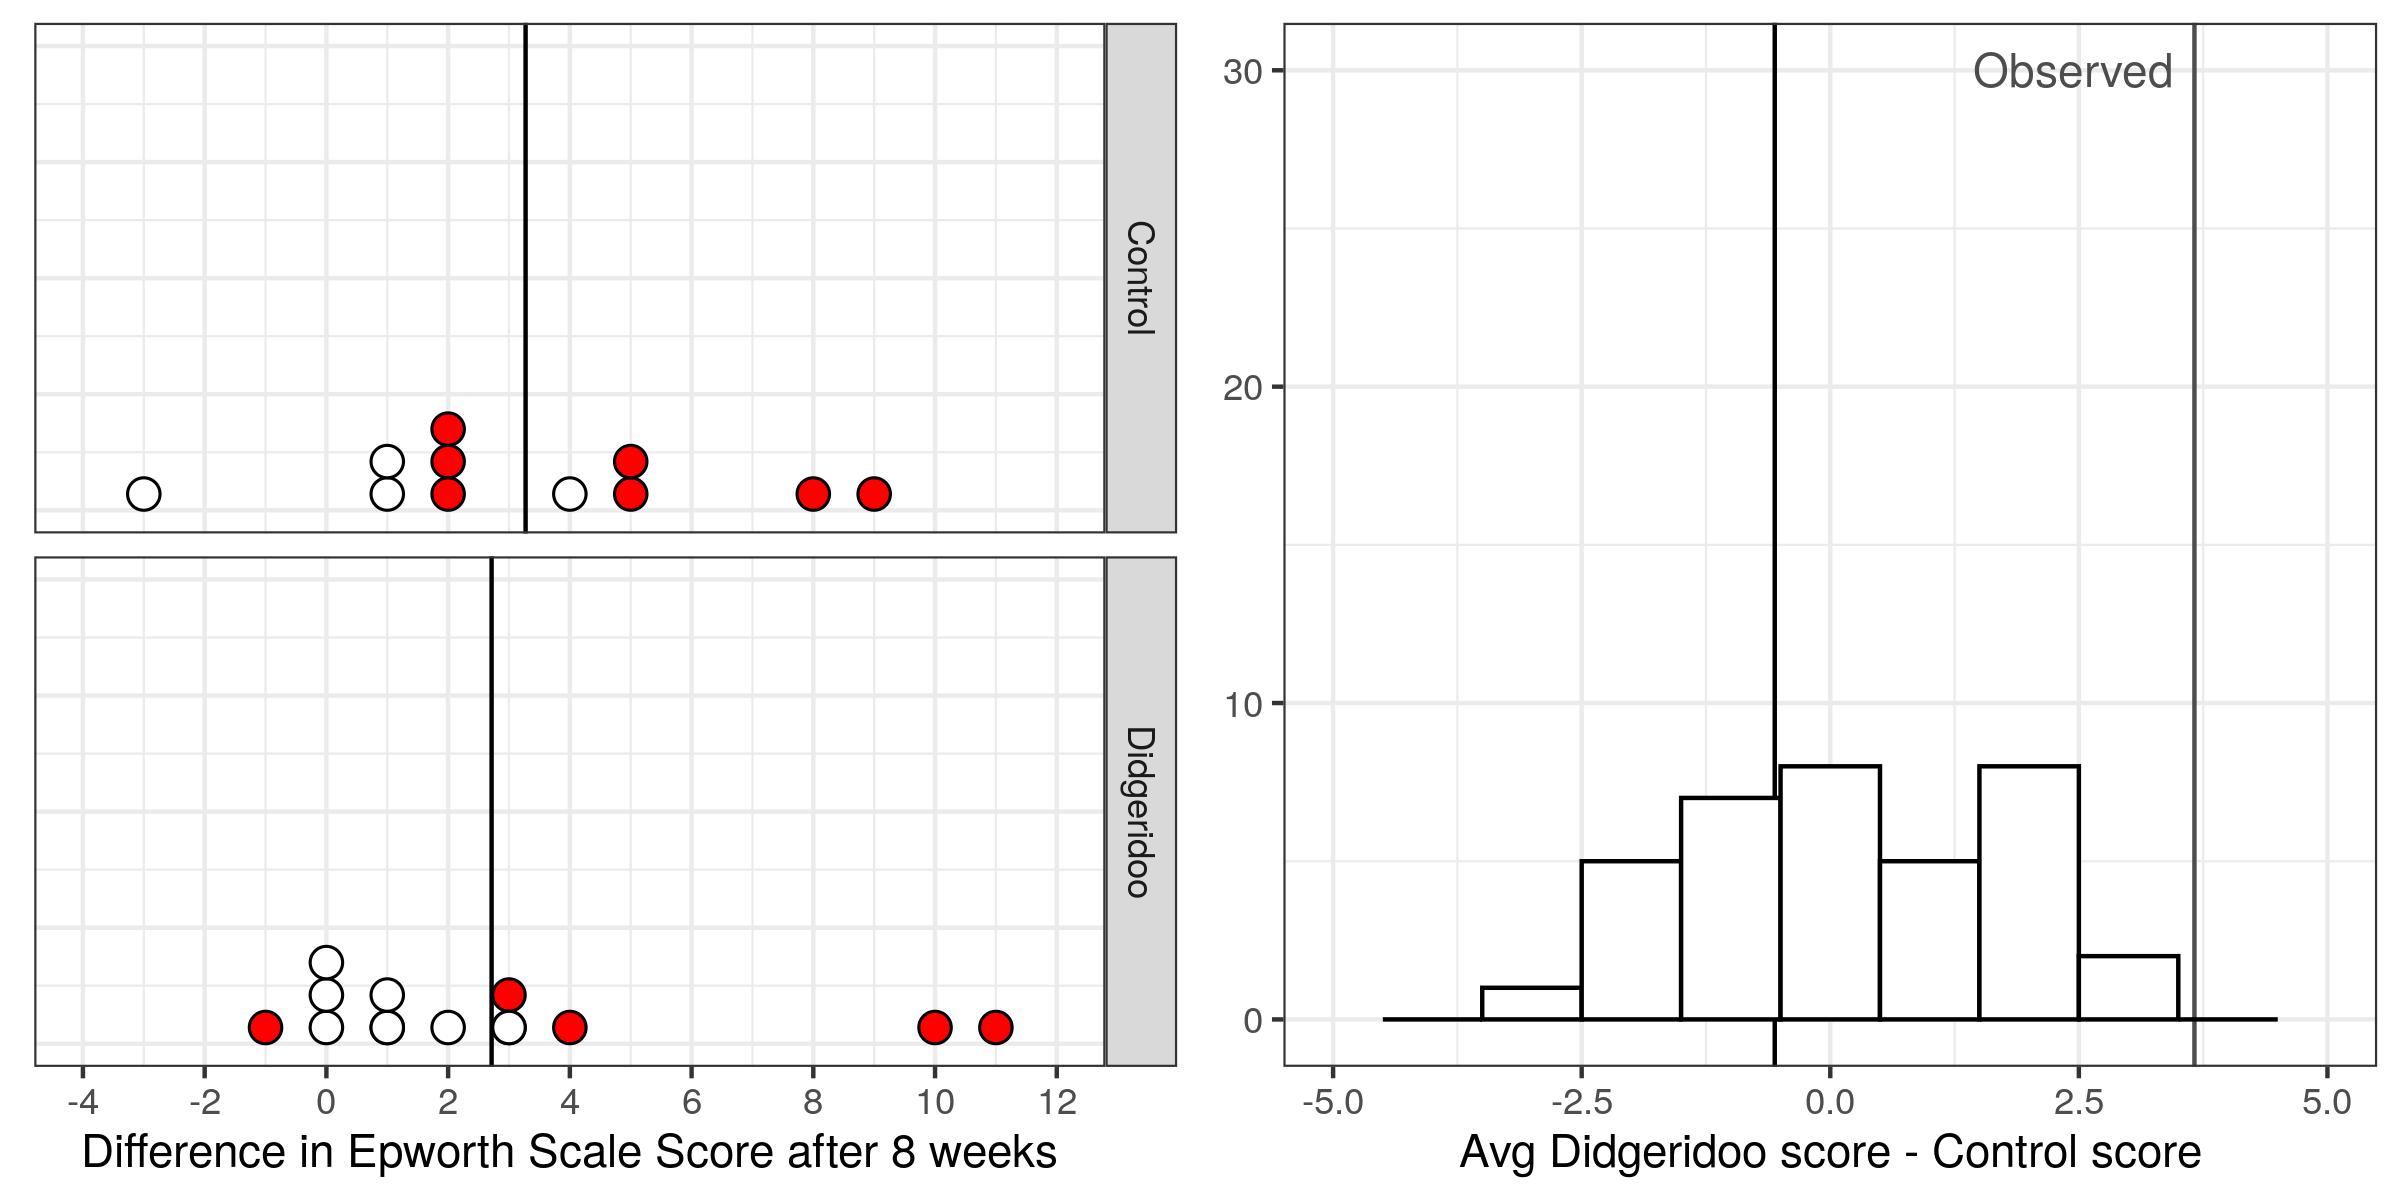 Control
Didgeridoo
-4 -2 0 2 4 6 8 10 12
Difference in Epworth Scale Score after 8 weeks
Observed
30
20
10
0
-5.0 -2.5 0.0 2.5 5.0
Avg Didgeridoo score - Control score